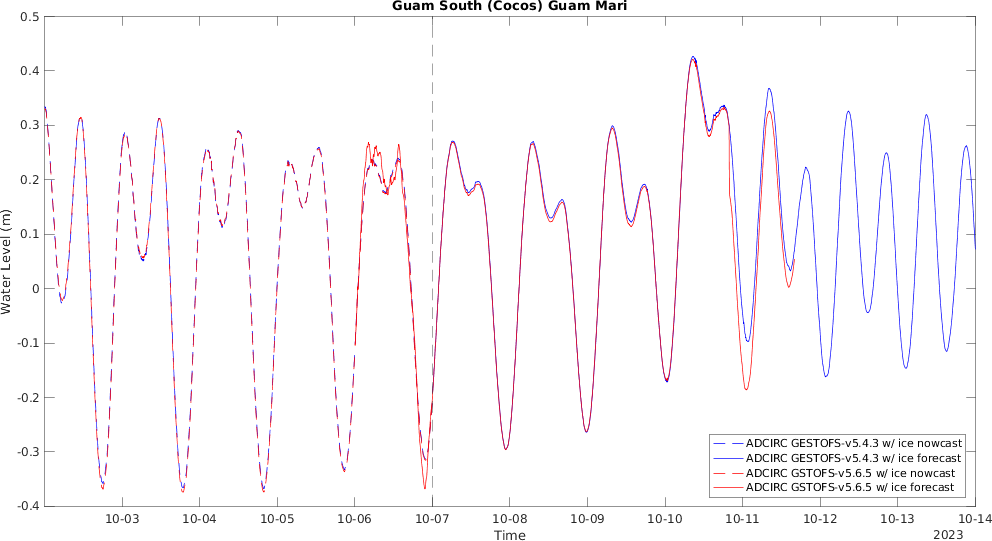 Guam South (Cocos) Guam Mari
0.5
0.4
0.3
0.2
0.1
0
-0.1
-0.2
-0.3
-0.4
Water Level (m)
ADCIRC GESTOFS-v5.4.3 w/ ice nowcast
ADCIRC GESTOFS-v5.4.3 w/ ice forecast
ADCIRC GSTOFS-v5.6.5 w/ ice nowcast
ADCIRC GSTOFS-v5.6.5 w/ ice forecast
10-03 10-04 10-05 10-06 10-07 10-08 10-09 10-10 10-11 10-12 10-13 10-14
Time
2023